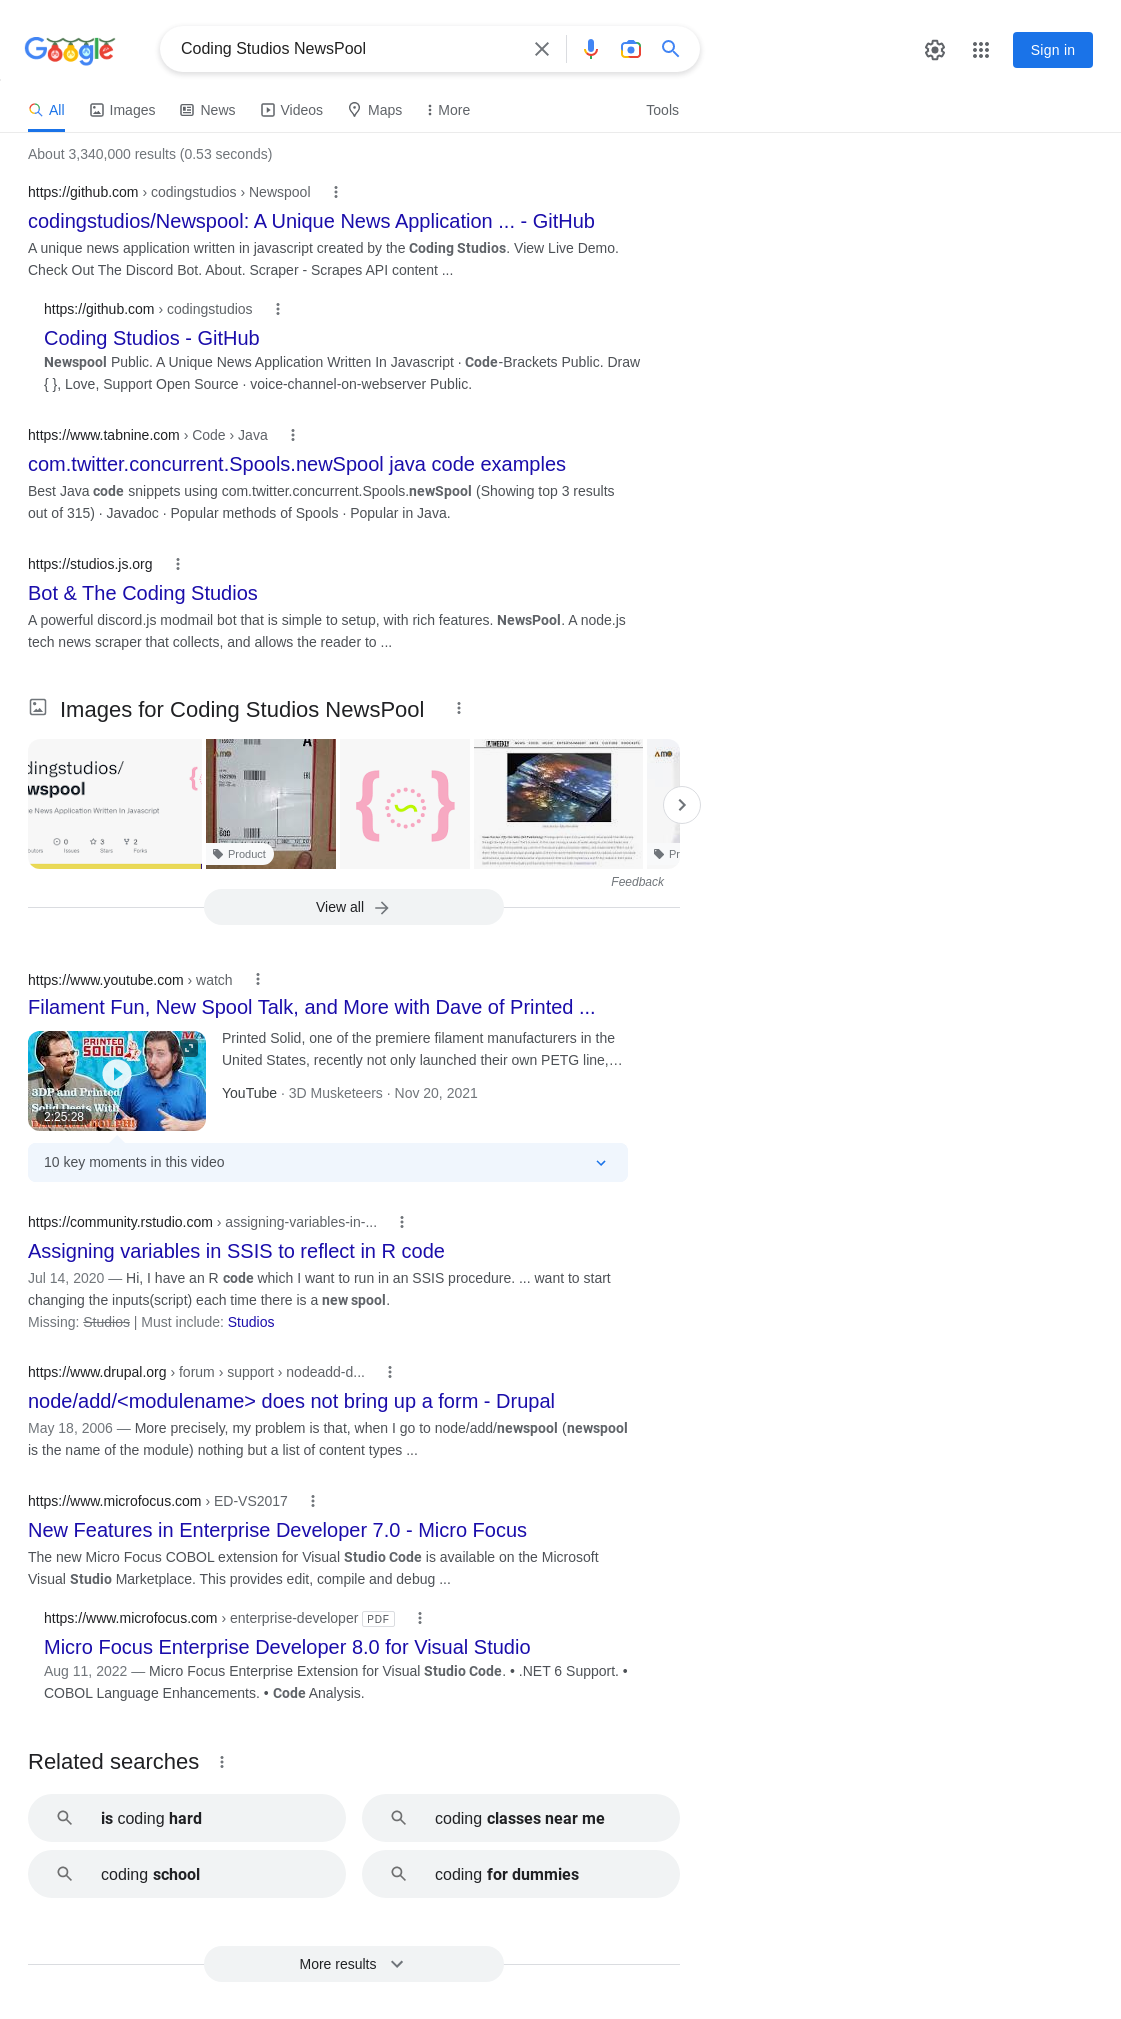 Google
Coding Studios NewsPool
Sign in
All
Images
News
Videos
Maps
More
Tools
About 3,340,000 results (0.53 seconds)
https://github.com › codingstudios › Newspool
codingstudios/Newspool: A Unique News Application ... - GitHub
A unique news application written in javascript created by the Coding Studios. View Live Demo.
Check Out The Discord Bot. About. Scraper - Scrapes API content ...
https://github.com › codingstudios
Coding Studios - GitHub
Newspool Public. A Unique News Application Written In Javascript · Code-Brackets Public. Draw
{ }, Love, Support Open Source · voice-channel-on-webserver Public.
https://www.tabnine.com › Code › Java
com.twitter.concurrent.Spools.newSpool java code examples
Best Java code snippets using com.twitter.concurrent.Spools.newSpool (Showing top 3 results
out of 315) · Javadoc · Popular methods of Spools · Popular in Java.
https://studios.js.org
Bot & The Coding Studios
A powerful discord.js modmail bot that is simple to setup, with rich features. NewsPool. A node.js
tech news scraper that collects, and allows the reader to ...
Images for Coding Studios NewsPool
dingstudios/
wspool
e News Application Written In Javascript
0 3 2
Issues Stars Forks
AMO
Product
WEEKLY
AMO
Pr
Feedback
View all
https://www.youtube.com › watch
Filament Fun, New Spool Talk, and More with Dave of Printed ...
PRINTED
SOLID
3DP and Printed
Solid Deets With
2:25:28
Printed Solid, one of the premiere filament manufacturers in the
United States, recently not only launched their own PETG line,...
YouTube · 3D Musketeers · Nov 20, 2021
10 key moments in this video
https://community.rstudio.com › assigning-variables-in-...
Assigning variables in SSIS to reflect in R code
Jul 14, 2020 — Hi, I have an R code which I want to run in an SSIS procedure. ... want to start
changing the inputs(script) each time there is a new spool.
Missing: Studios | Must include: Studios
https://www.drupal.org › forum › support › nodeadd-d...
node/add/<modulename> does not bring up a form - Drupal
May 18, 2006 — More precisely, my problem is that, when I go to node/add/newspool (newspool
is the name of the module) nothing but a list of content types ...
https://www.microfocus.com › ED-VS2017
New Features in Enterprise Developer 7.0 - Micro Focus
The new Micro Focus COBOL extension for Visual Studio Code is available on the Microsoft
Visual Studio Marketplace. This provides edit, compile and debug ...
https://www.microfocus.com › enterprise-developer PDF
Micro Focus Enterprise Developer 8.0 for Visual Studio
Aug 11, 2022 — Micro Focus Enterprise Extension for Visual Studio Code. • .NET 6 Support. •
COBOL Language Enhancements. • Code Analysis.
Related searches
is coding hard
coding classes near me
coding school
coding for dummies
More results